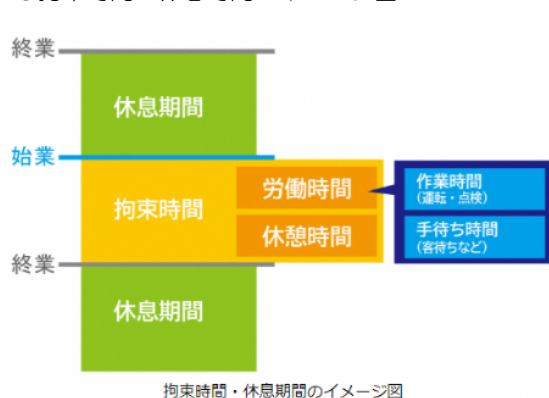 終業
休息期間
始業
拘束時間
労働時間
休憩時間
作業時間
(運転・点検)
手待ち時間
(客待ちなど)
終業
休息期間
拘束時間・休息期間のイメージ図